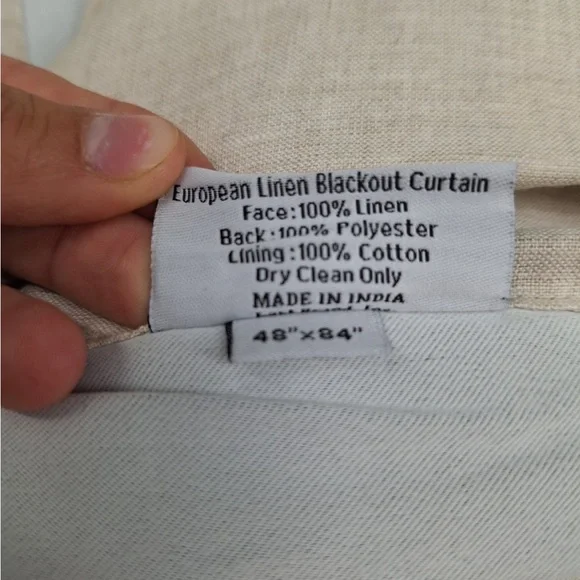 European Linen Blackout Curtain
Face:100% Linen
Back:100% Polyester
Lining:100% Cotton
Dry Clean Only
MADE IN INDIA
48"x84"